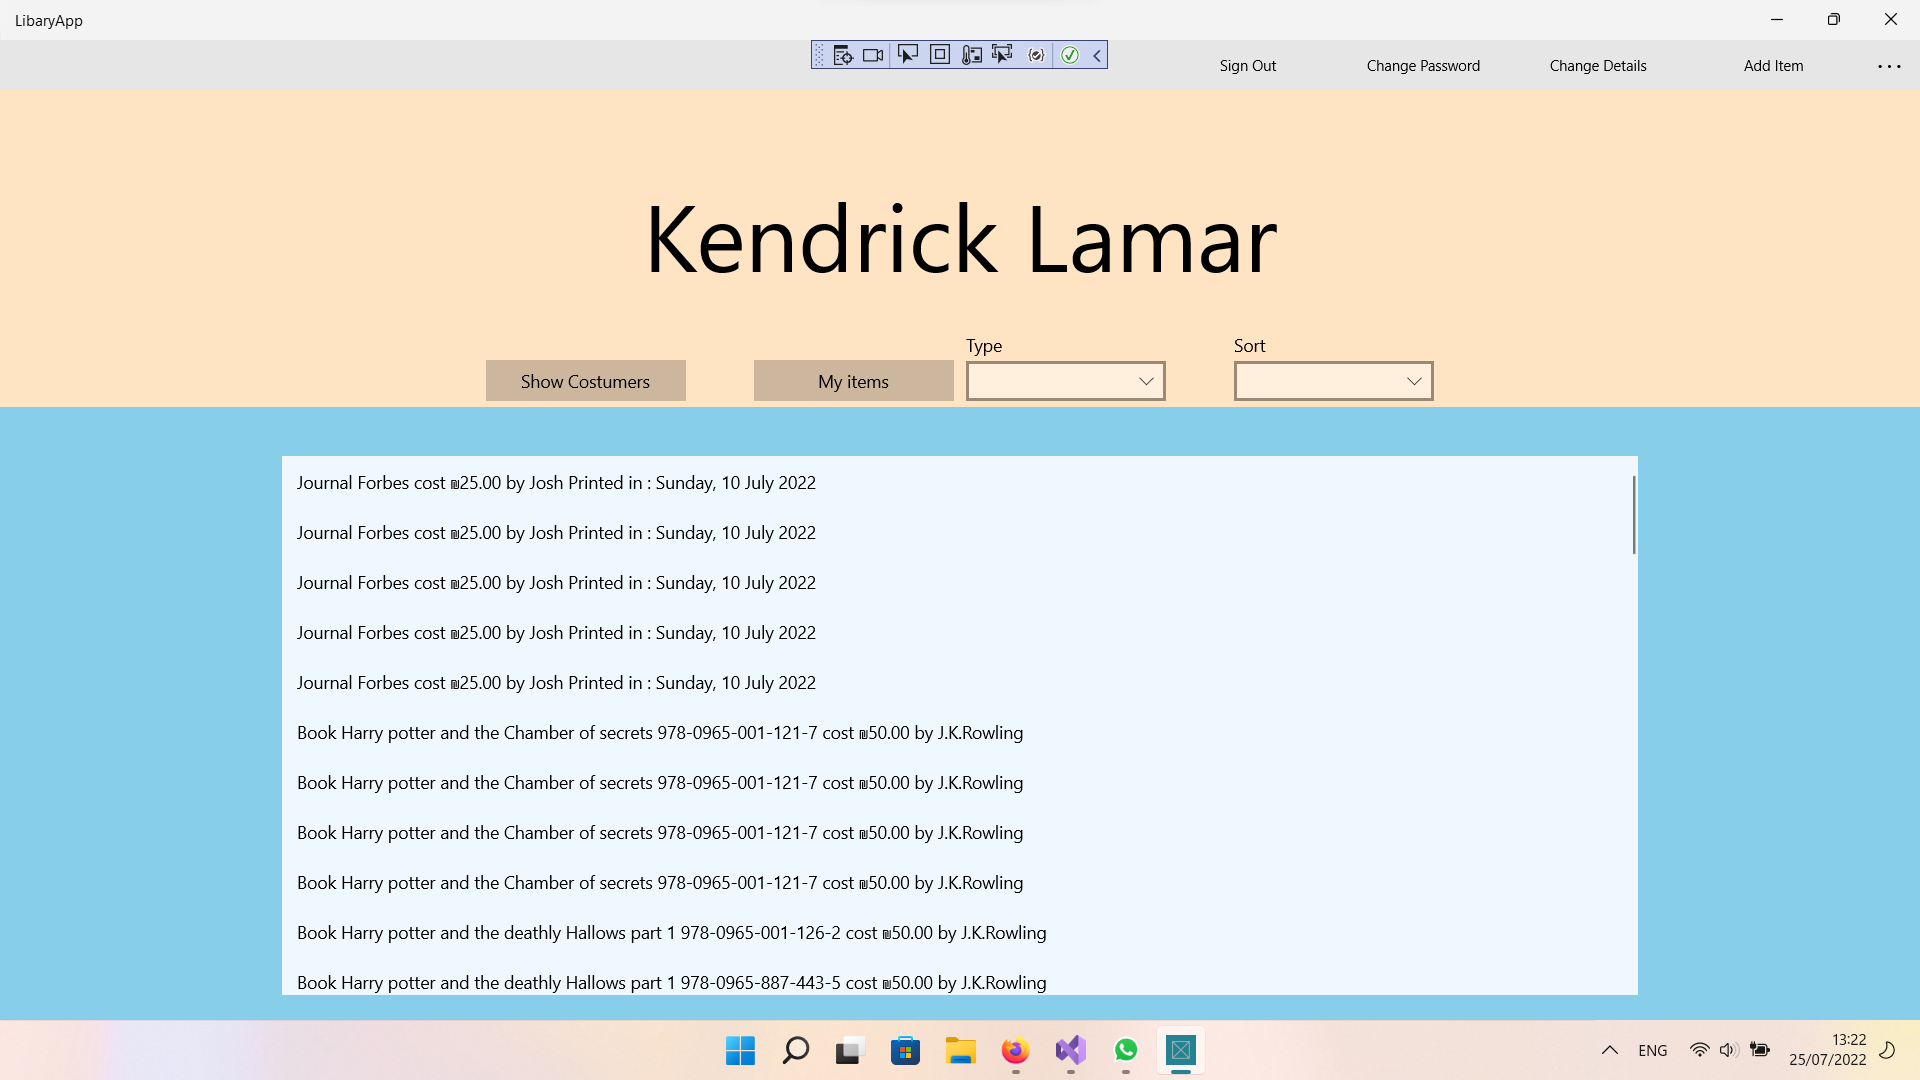 LibaryApp
Sign Out
Change Password
Change Details
Add Item
Kendrick Lamar
Show Costumers
My items
Type
Sort
Journal Forbes cost ₪25.00 by Josh Printed in : Sunday, 10 July 2022
Journal Forbes cost ₪25.00 by Josh Printed in : Sunday, 10 July 2022
Journal Forbes cost ₪25.00 by Josh Printed in : Sunday, 10 July 2022
Journal Forbes cost ₪25.00 by Josh Printed in : Sunday, 10 July 2022
Journal Forbes cost ₪25.00 by Josh Printed in : Sunday, 10 July 2022
Book Harry potter and the Chamber of secrets 978-0965-001-121-7 cost ₪50.00 by J.K.Rowling
Book Harry potter and the Chamber of secrets 978-0965-001-121-7 cost ₪50.00 by J.K.Rowling
Book Harry potter and the Chamber of secrets 978-0965-001-121-7 cost ₪50.00 by J.K.Rowling
Book Harry potter and the Chamber of secrets 978-0965-001-121-7 cost ₪50.00 by J.K.Rowling
Book Harry potter and the deathly Hallows part 1 978-0965-001-126-2 cost ₪50.00 by J.K.Rowling
Book Harry potter and the deathly Hallows part 1 978-0965-887-443-5 cost ₪50.00 by J.K.Rowling
ENG
13:22
25/07/2022